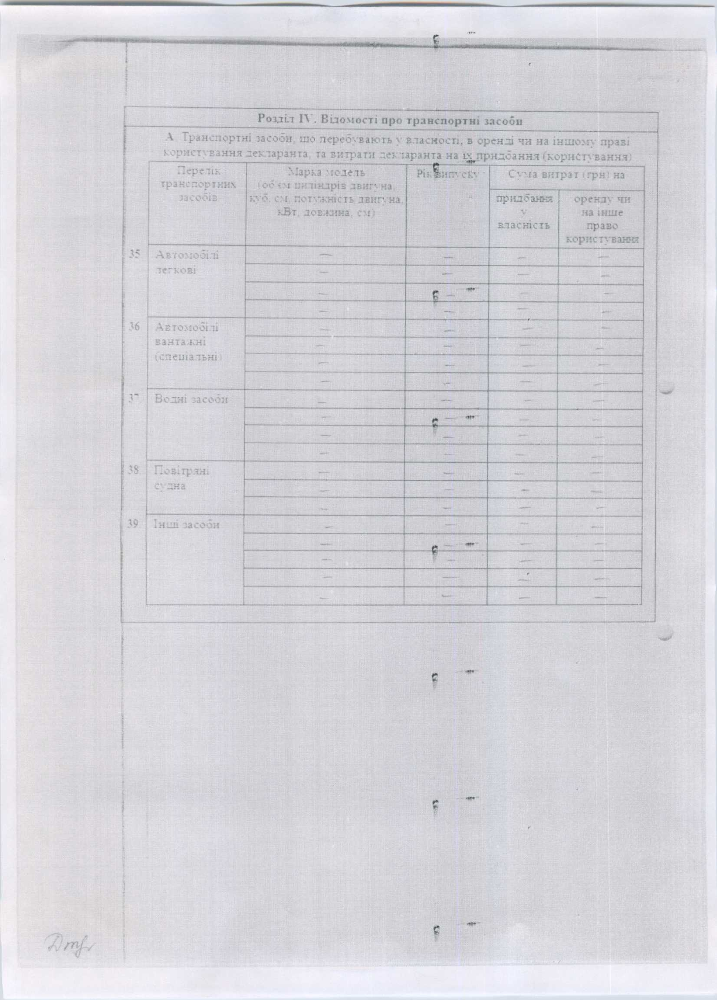 Розділ IV. Відомості про транспортні засоби
А. Транспортні засоби, що перебувають у власності, в оренді чи на іншому праві
користування декларанта, та витрати декларанта на їх придбання (користування)
Перелік
транспортних
засобів
Марка модель
(об'єм циліндрів двигуна,
куб. см, потужність двигуна,
кВт, довжина, см)
Рік випуску
Сума витрат (грн) на
придбання
у
власність
оренду чи
на інше
право
користування
35 Автомобілі — — — —
легкові — — — —
— — — —
— — — —
36 Автомобілі — — — —
вантажні — — — —
(спеціальні) — — — —
— — — —
37. Водні засоби — — — —
— — — —
— — — —
— — — —
38. Повітряні — — — —
судна — — — —
— — — —
39. Інші засоби — — — —
— — — —
— — — —
— — — —
— — — —